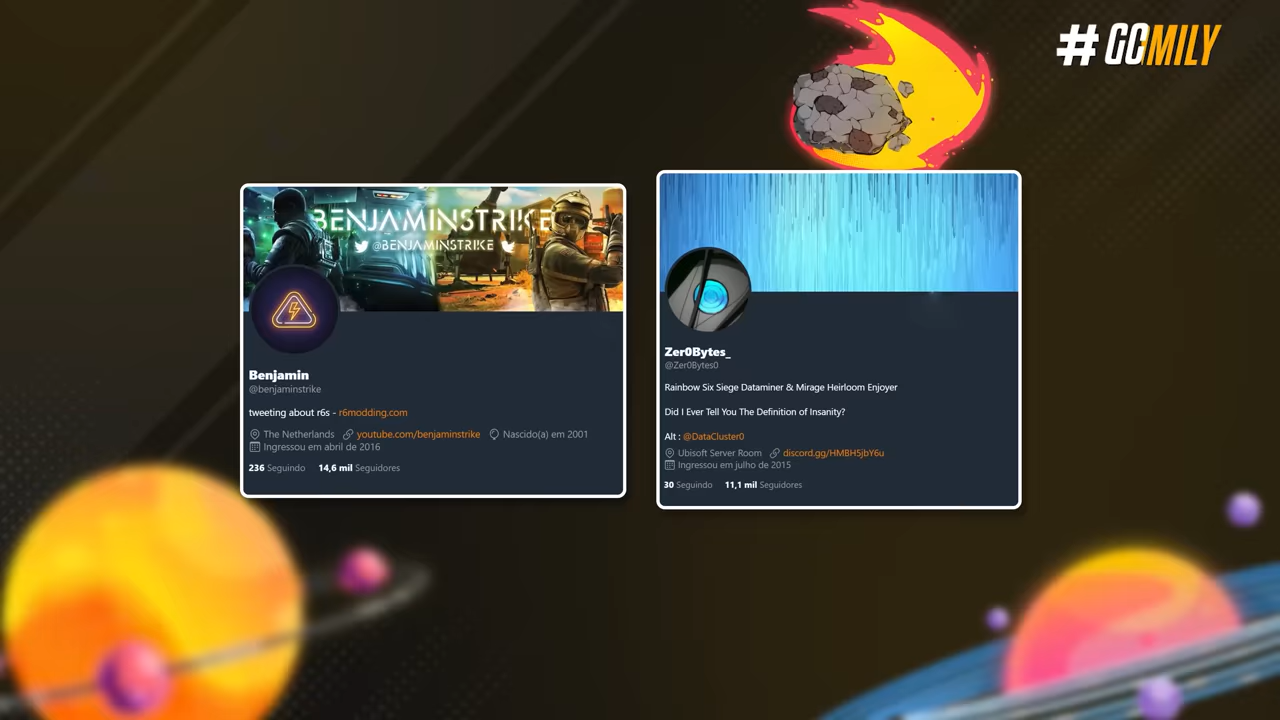 #GGMILY
BENJAMINSTRIKE
@BENJAMINSTRIKE
Benjamin
@benjaminstrike
tweeting about r6s - r6modding.com
The Netherlands youtube.com/benjaminstrike Nascido(a) em 2001
Ingressou em abril de 2016
236 Seguindo 14,6 mil Seguidores
Zer0Bytes_
@Zer0Bytes0
Rainbow Six Siege Dataminer & Mirage Heirloom Enjoyer
Did I Ever Tell You The Definition of Insanity?
Alt : @DataCluster0
Ubisoft Server Room discord.gg/HMBH5jbY6u
Ingressou em julho de 2015
30 Seguindo 11,1 mil Seguidores